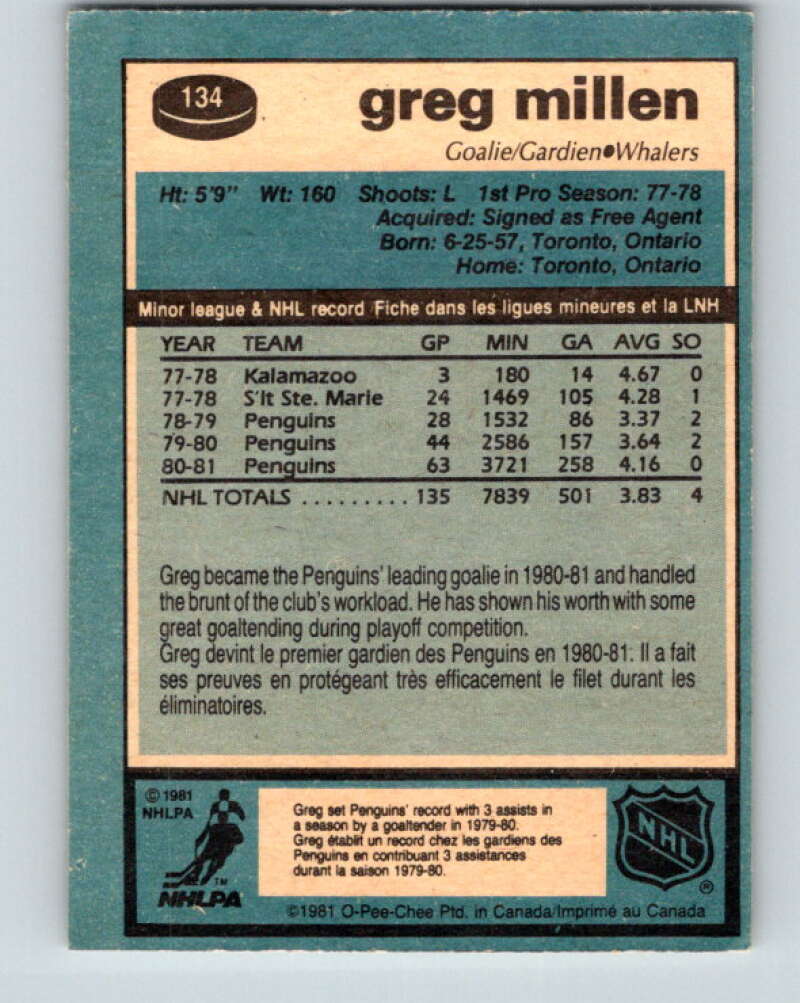 134
greg millen
Goalie/Gardien●Whalers
Ht: 5'9" Wt: 160 Shoots: L 1st Pro Season: 77-78
Acquired: Signed as Free Agent
Born: 6-25-57, Toronto, Ontario
Home: Toronto, Ontario
Minor league & NHL record Fiche dans les ligues mineures et la LNH
YEAR TEAM GP MIN GA AVG SO
77-78 Kalamazoo 3 180 14 4.67 0
77-78 S'lt Ste. Marie 24 1469 105 4.28 1
78-79 Penguins 28 1532 86 3.37 2
79-80 Penguins 44 2586 157 3.64 2
80-81 Penguins 63 3721 258 4.16 0
NHL TOTALS ......... 135 7839 501 3.83 4
Greg became the Penguins' leading goalie in 1980-81 and handled
the brunt of the club's workload. He has shown his worth with some
great goaltending during playoff competition.
Greg devint le premier gardien des Penguins en 1980-81. Il a fait
ses preuves en protégeant très efficacement le filet durant les
éliminatoires.
©1981
NHLPA
TM
NHLPA
Greg set Penguins' record with 3 assists in
a season by a goaltender in 1979-80.
Greg établit un record chez les gardiens des
Penguins en contribuant 3 assistances
durant la saison 1979-80.
NHL
®
©1981 O-Pee-Chee Ptd. in Canada/Imprimé au Canada